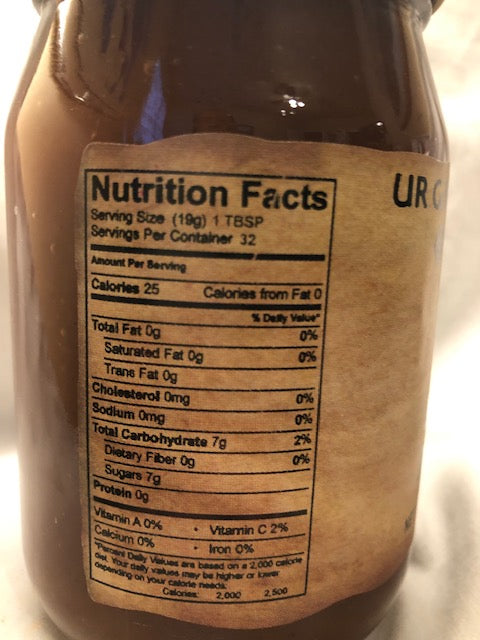 Nutrition Facts
Serving Size (19g) 1 TBSP
Servings Per Container 32
Amount Per Serving
Calories 25 Calories from Fat 0
% Daily Value*
Total Fat 0g 0%
Saturated Fat 0g 0%
Trans Fat 0g
Cholesterol 0mg 0%
Sodium 0mg 0%
Total Carbohydrate 7g 2%
Dietary Fiber 0g 0%
Sugars 7g
Protein 0g
Vitamin A 0% • Vitamin C 2%
Calcium 0% • Iron 0%
*Percent Daily Values are based on a 2,000 calorie
diet. Your daily values may be higher or lower
depending on your calorie needs:
Calories: 2,000 2,500
UR